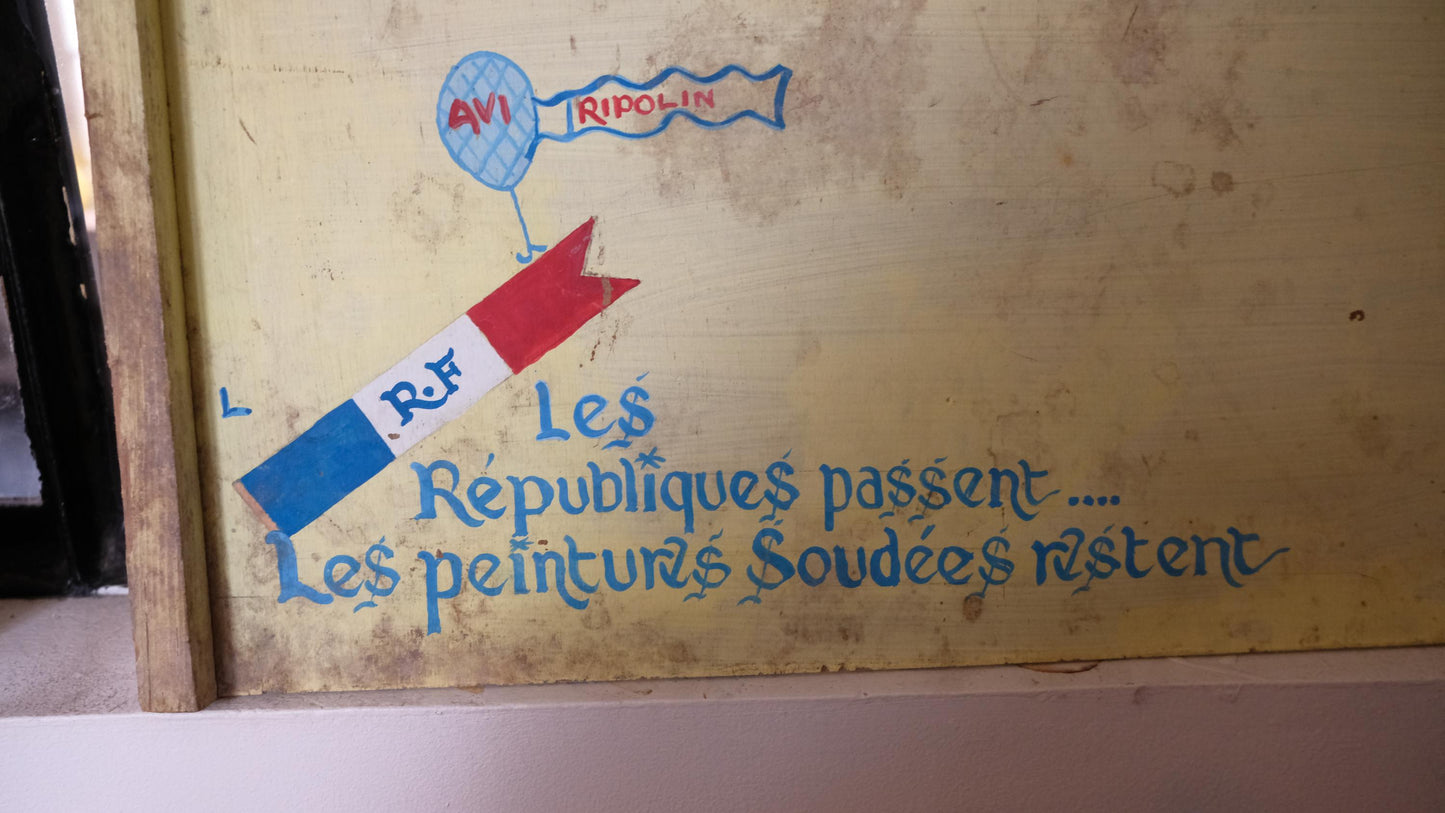 AVI
RIPOLIN
R.F
L
Les
Républiques passent....
Les peintures Soudées restent